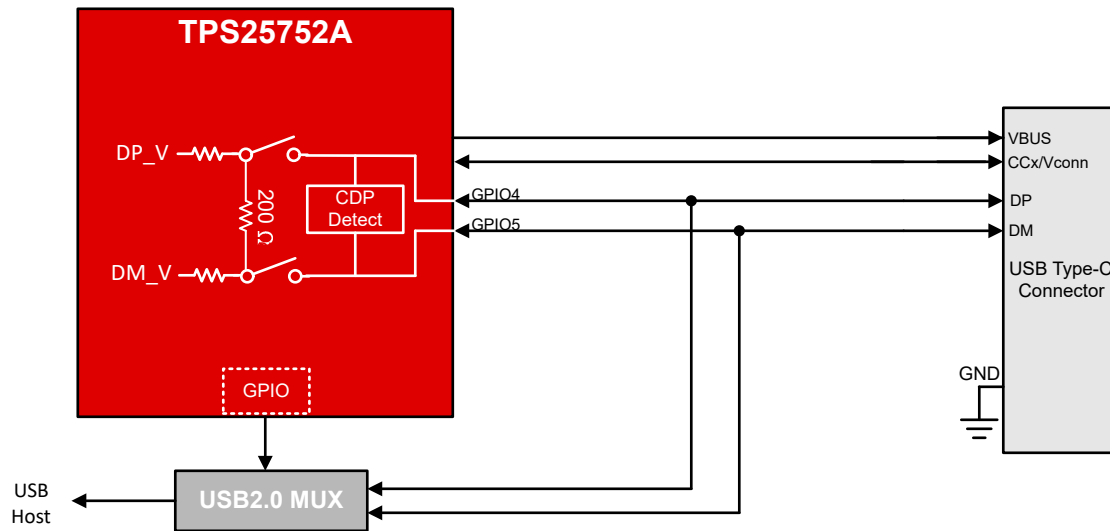 TPS25752A
DP_V
200 Ω
CDP
Detect
DM_V
GPIO4
GPIO5
VBUS
CCx/Vconn
DP
DM
USB Type-C
Connector
GND
GPIO
USB2.0 MUX
USB
Host